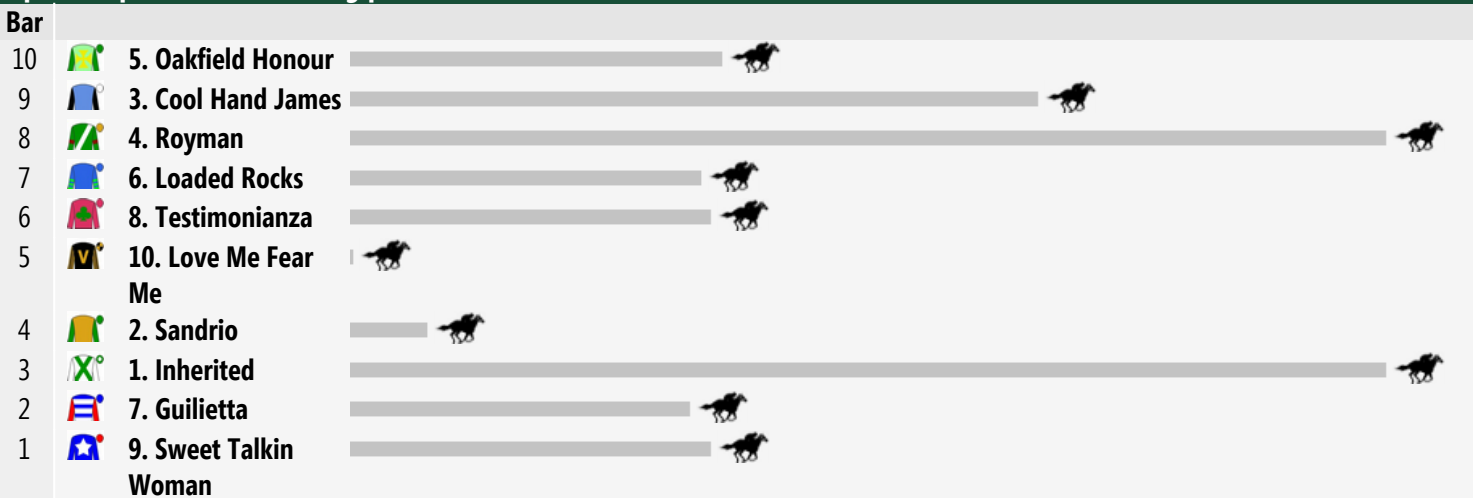 Bar
10 5. Oakfield Honour
9 3. Cool Hand James
8 4. Royman
7 6. Loaded Rocks
6 8. Testimonianza
5 V 10. Love Me Fear
Me
4 2. Sandrio
3 1. Inherited
2 7. Guilietta
1 9. Sweet Talkin
Woman